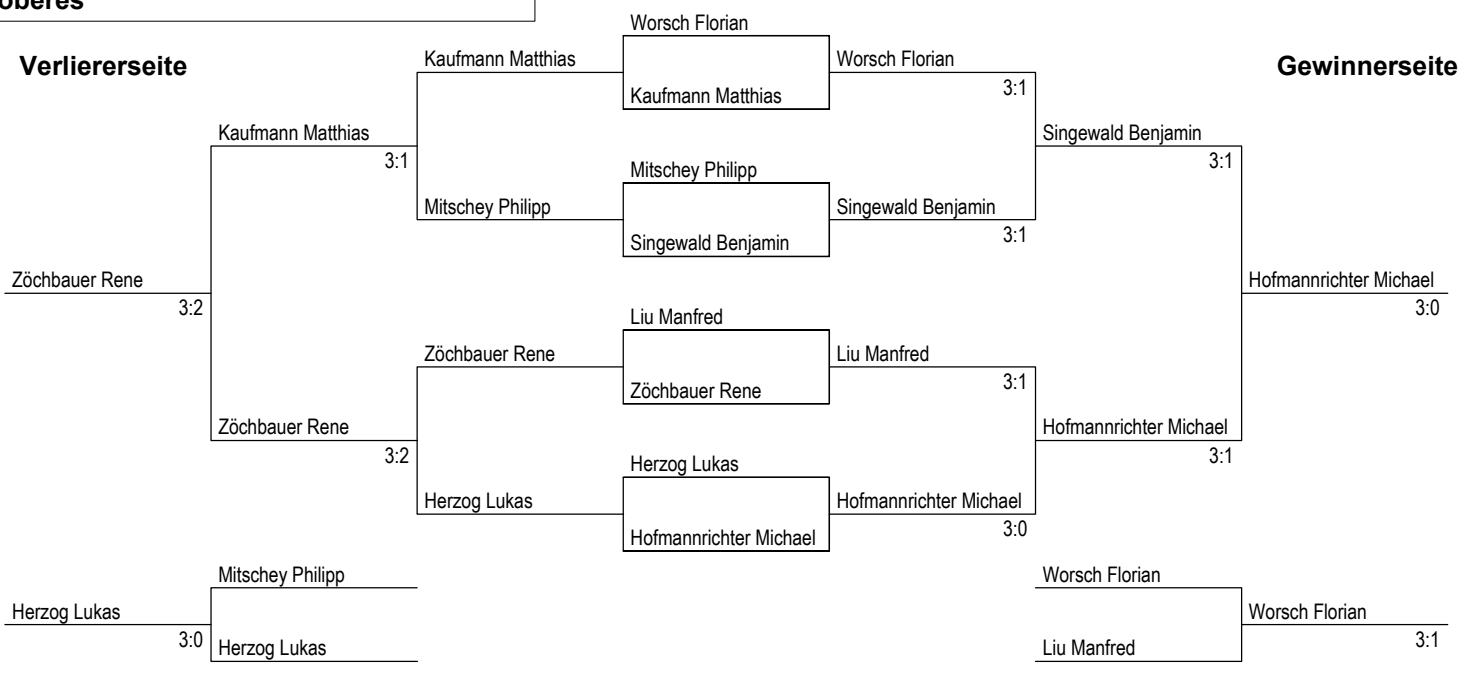 oberes
Verliererseite
Gewinnerseite
Worsch Florian
Kaufmann Matthias
Worsch Florian
3:1
Kaufmann Matthias
Kaufmann Matthias
3:1
Singewald Benjamin
3:1
Mitschey Philipp
Mitschey Philipp
Singewald Benjamin
3:1
Singewald Benjamin
Zöchbauer Rene
3:2
Hofmannrichter Michael
3:0
Liu Manfred
Zöchbauer Rene
Liu Manfred
3:1
Zöchbauer Rene
Zöchbauer Rene
3:2
Hofmannrichter Michael
3:1
Herzog Lukas
Herzog Lukas
Hofmannrichter Michael
3:0
Hofmannrichter Michael
Mitschey Philipp
Worsch Florian
Herzog Lukas
3:0
Worsch Florian
3:1
Herzog Lukas
Liu Manfred